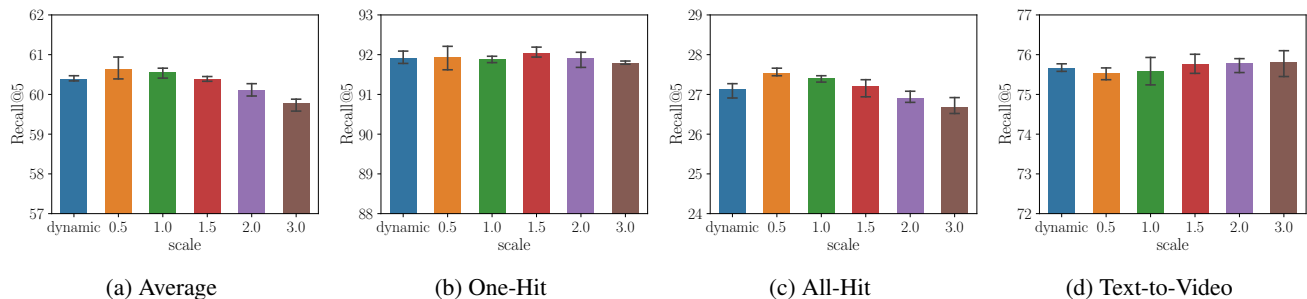 62
61
60
59
58
57
Recall@5
dynamic 0.5 1.0 1.5 2.0 3.0
scale
(a) Average
93
92
91
90
89
88
Recall@5
dynamic 0.5 1.0 1.5 2.0 3.0
scale
(b) One-Hit
29
28
27
26
25
24
Recall@5
dynamic 0.5 1.0 1.5 2.0 3.0
scale
(c) All-Hit
77
76
75
74
73
72
Recall@5
dynamic 0.5 1.0 1.5 2.0 3.0
scale
(d) Text-to-Video